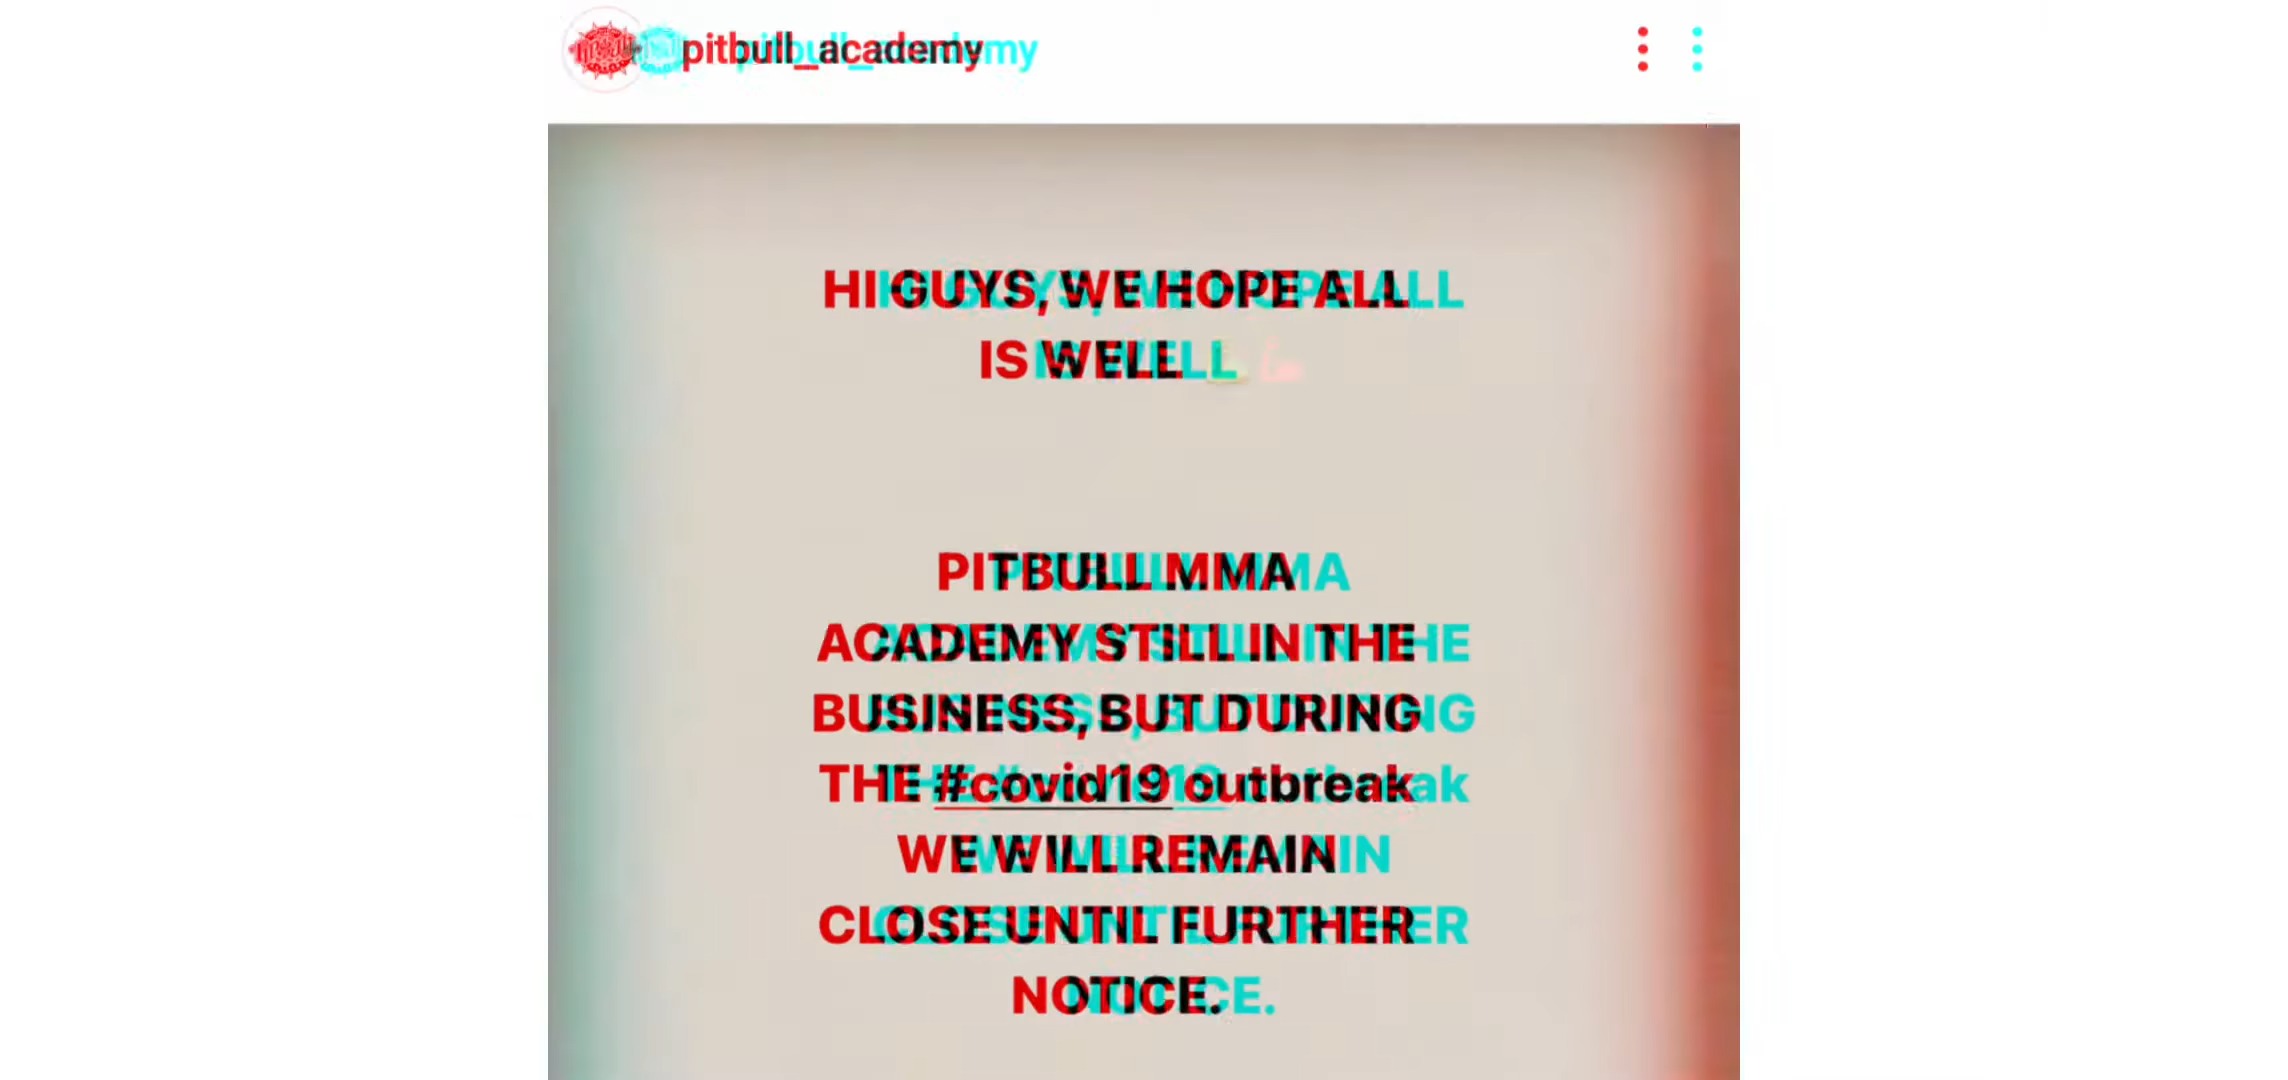 pitbull_academy
HI GUYS, WE HOPE ALL
IS WELL
PITBULL MMA
ACADEMY STILL IN THE
BUSINESS, BUT DURING
THE #covid19 outbreak
WE WILL REMAIN
CLOSE UNTIL FURTHER
NOTICE.